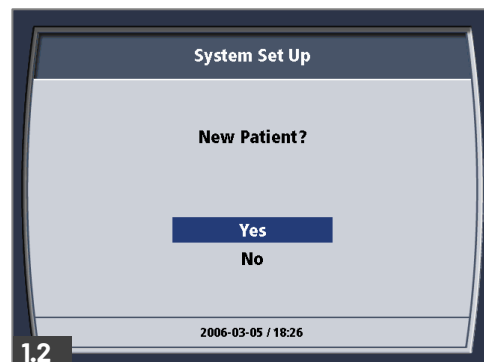 System Set Up
New Patient?
Yes
No
2006-03-05 / 18:26
1.2